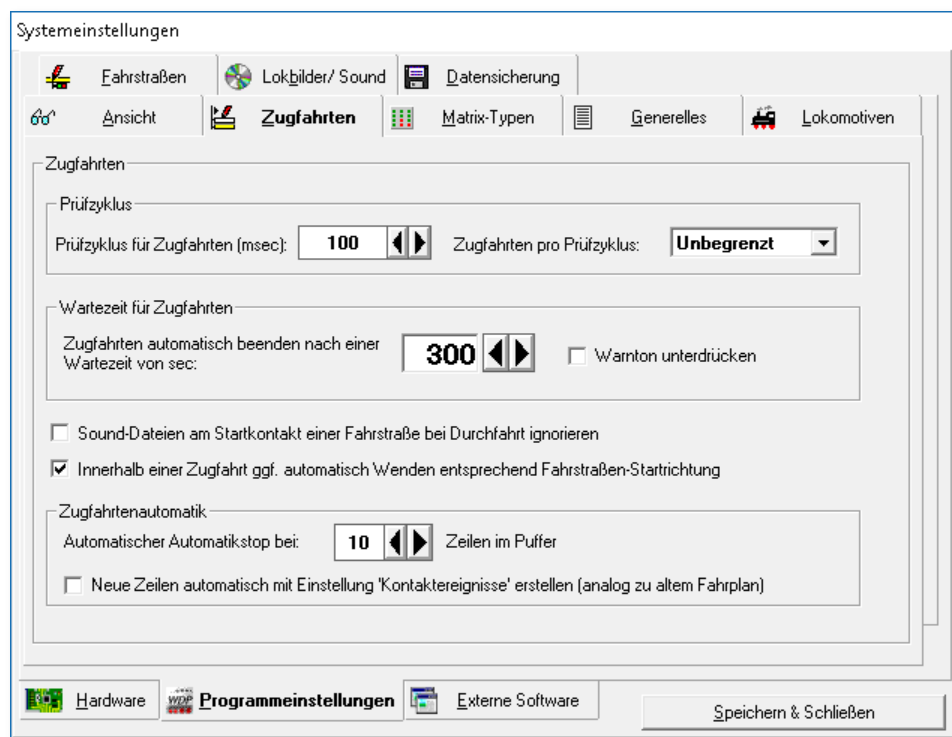 Systemeinstellungen
Fahrstraßen Lokbilder/ Sound Datensicherung
Ansicht Zugfahrten Matrix-Typen Generelles Lokomotiven
Zugfahrten
Prüfzyklus
Prüfzyklus für Zugfahrten (msec): 100 Zugfahrten pro Prüfzyklus: Unbegrenzt
Wartezeit für Zugfahrten
Zugfahrten automatisch beenden nach einer
Wartezeit von sec: 300 Warnton unterdrücken
Sound-Dateien am Startkontakt einer Fahrstraße bei Durchfahrt ignorieren
Innerhalb einer Zugfahrt ggf. automatisch Wenden entsprechend Fahrstraßen-Startrichtung
Zugfahrtenautomatik
Automatischer Automatikstop bei: 10 Zeilen im Puffer
Neue Zeilen automatisch mit Einstellung 'Kontaktereignisse' erstellen (analog zu altem Fahrplan)
Hardware WDP Programmeinstellungen Externe Software
Speichern & Schließen